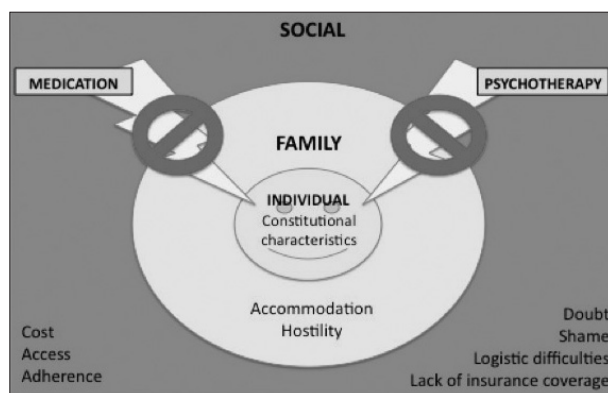 SOCIAL
MEDICATION
PSYCHOTHERAPY
FAMILY
INDIVIDUAL
Constitutional
characteristics
Accommodation
Hostility
Cost
Access
Adherence
Doubt
Shame
Logistic difficulties
Lack of insurance coverage